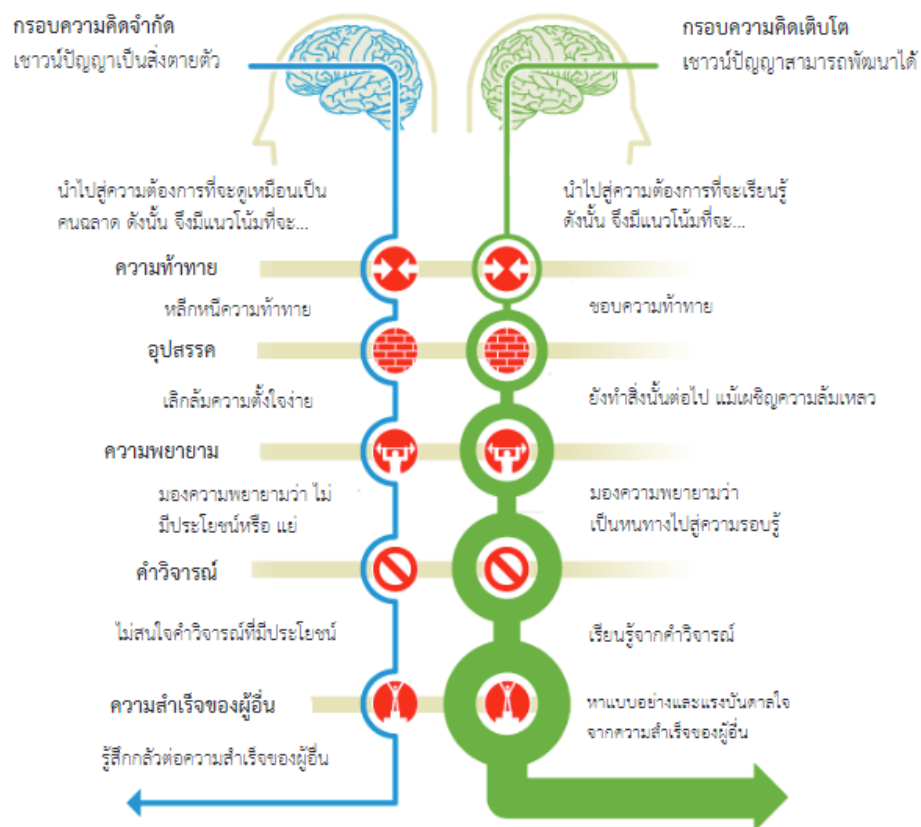 กรอบความคิดจำกัด
เชาวน์ปัญญาเป็นสิ่งตายตัว
กรอบความคิดเติบโต
เชาวน์ปัญญาสามารถพัฒนาได้
นำไปสู่ความต้องการที่จะดูเหมือนเป็น
คนฉลาด ดังนั้น จึงมีแนวโน้มที่จะ...
นำไปสู่ความต้องการที่จะเรียนรู้
ดังนั้น จึงมีแนวโน้มที่จะ...
ความท้าทาย
หลีกหนีความท้าทาย
ชอบความท้าทาย
อุปสรรค
เลิกล้มความตั้งใจง่าย
ยังทำสิ่งนั้นต่อไป แม้เผชิญความล้มเหลว
ความพยายาม
มองความพยายามว่า ไม่
มีประโยชน์หรือ แย่
มองความพยายามว่า
เป็นหนทางไปสู่ความรอบรู้
คำวิจารณ์
ไม่สนใจคำวิจารณ์ที่มีประโยชน์
เรียนรู้จากคำวิจารณ์
ความสำเร็จของผู้อื่น
รู้สึกกลัวต่อความสำเร็จของผู้อื่น
หาแบบอย่างและแรงบันดาลใจ
จากความสำเร็จของผู้อื่น